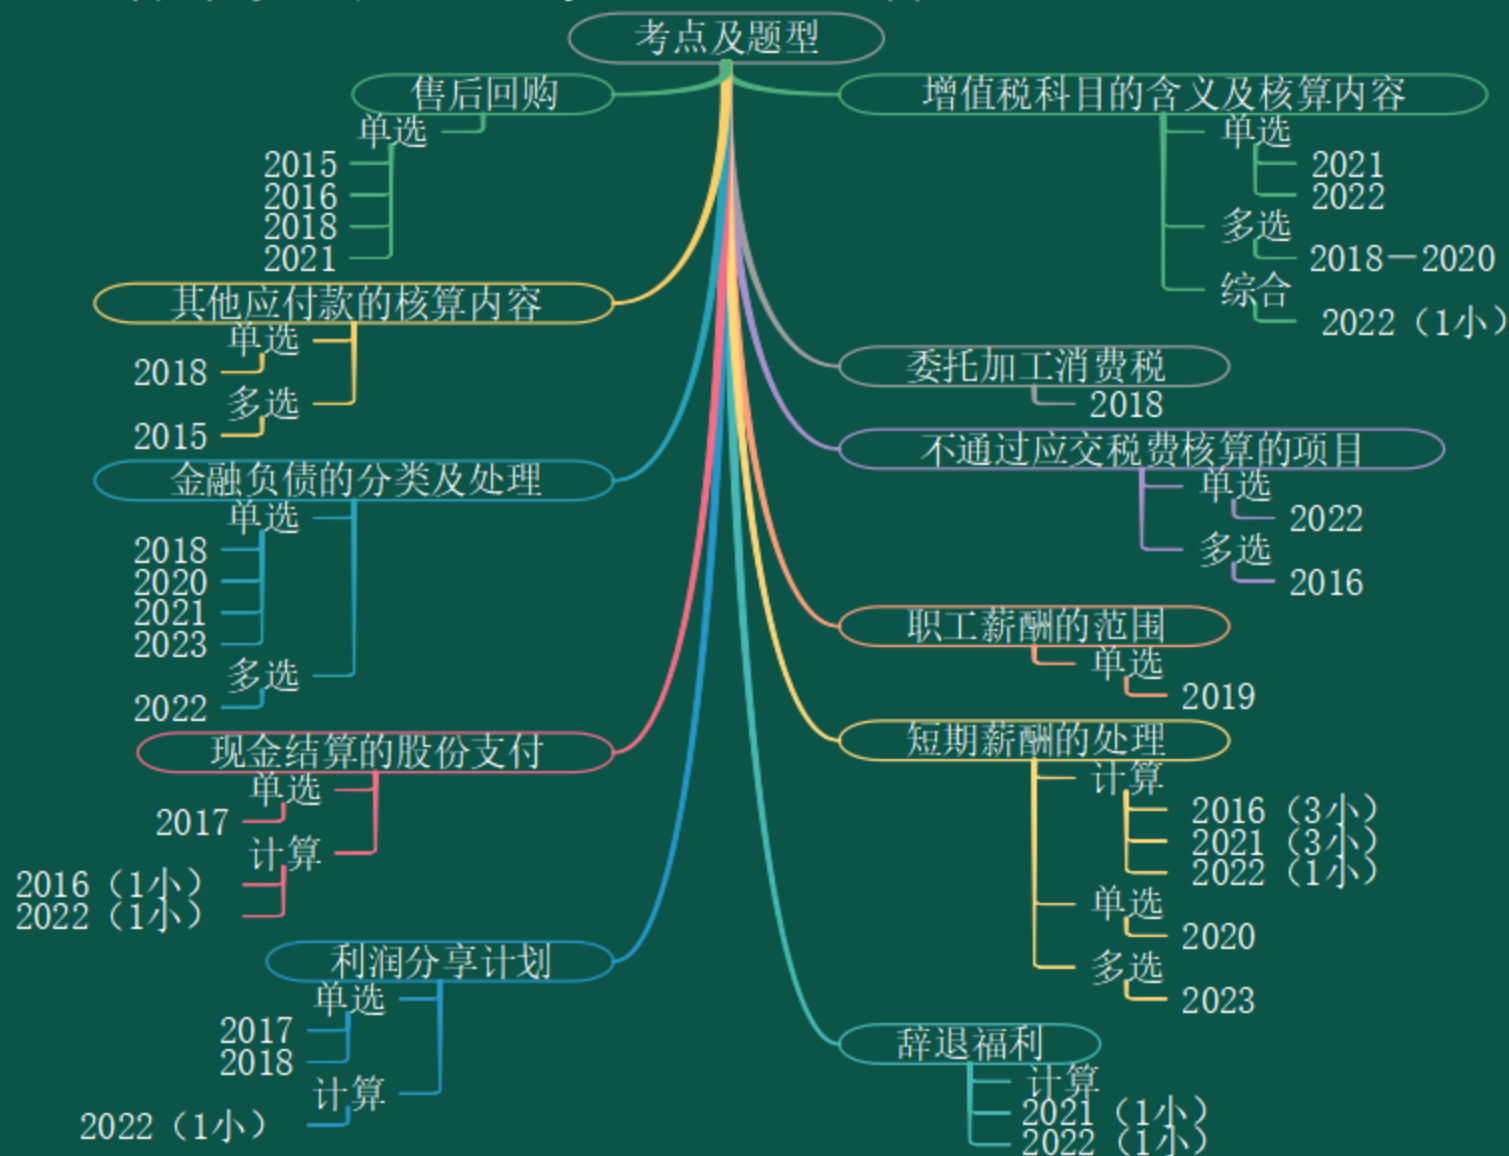 考点及题型
售后回购
单选
2015
2016
2018
2021
其他应付款的核算内容
单选
2018
多选
2015
金融负债的分类及处理
单选
2018
2020
2021
2023
多选
2022
现金结算的股份支付
单选
2017
计算
2016（1小）
2022（1小）
利润分享计划
单选
2017
2018
计算
2022（1小）
增值税科目的含义及核算内容
单选
2021
2022
多选
2018－2020
综合
2022（1小）
委托加工消费税
2018
不通过应交税费核算的项目
单选
2022
多选
2016
职工薪酬的范围
单选
2019
短期薪酬的处理
计算
2016（3小）
2021（3小）
2022（1小）
单选
2020
多选
2023
辞退福利
计算
2021（1小）
2022（1小）